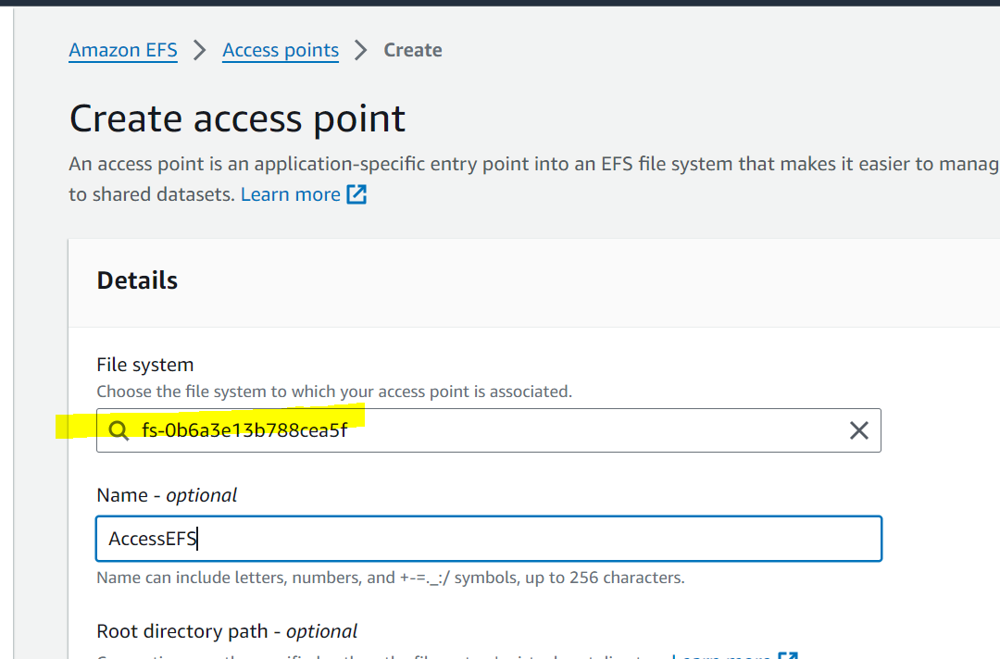 Amazon EFS > Access points > Create
Create access point
An access point is an application-specific entry point into an EFS file system that makes it easier to manag
to shared datasets. Learn more
Details
File system
Choose the file system to which your access point is associated.
fs-0b6a3e13b788cea5f
Name - optional
AccessEFS
Name can include letters, numbers, and +-=._:/ symbols, up to 256 characters.
Root directory path - optional